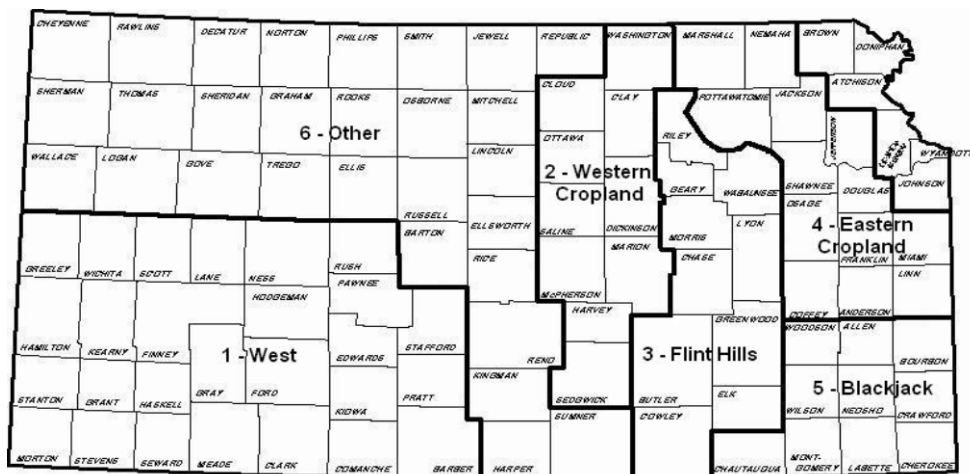 CHEYENNE
RAWLINS
DECATUR
NORTON
PHILLIPS
SMITH
JEWELL
REPUBLIC
WASHINGTON
MARSHALL
NEMAHA
BROWN
DONIPHAN
SHERMAN
THOMAS
SHERIDAN
GRAHAM
ROOKS
OSBORNE
MITCHELL
CLOUD
CLAY
POTTAWATOMIE
JACKSON
ATCHISON
6 - Other
OTTAWA
RILEY
JEFFERSON
WYANDOTT
WALLACE
LOGAN
GOVE
TREGO
ELLIS
LINCOLN
2 - Western
Cropland
GEARY
WABAUNSEE
SHAWNEE
DOUGLAS
JOHNSON
OSAGE
RUSSELL
BARTON
ELLSWORTH
SALINE
DICKINSON
MARION
MORRIS
LYON
4 - Eastern
Cropland
GREELEY
WICHITA
SCOTT
LANE
NESS
RUSH
PAWNEE
RICE
CHASE
FRANKLIN
MIAMI
LINN
HODGEMAN
McPHERSON
HARVEY
COFFEY
ANDERSON
HAMILTON
KEARNY
FINNEY
1 - West
EDWARDS
STAFFORD
RENO
GREENWOOD
WOODSON
ALLEN
BOURBON
3 - Flint Hills
STANTON
GRANT
HASKELL
GRAY
FORD
KIOWA
PRATT
KINGMAN
SEDGWICK
BUTLER
ELK
5 - Blackjack
WILSON
NEOSHO
CRAWFORD
SUMNER
COWLEY
MORTON
STEVENS
SEWARD
MEADE
CLARK
COMANCHE
BARBER
HARPER
CHAUTAUQUA
MONT-
GOMERY
LABETTE
CHEROKEE